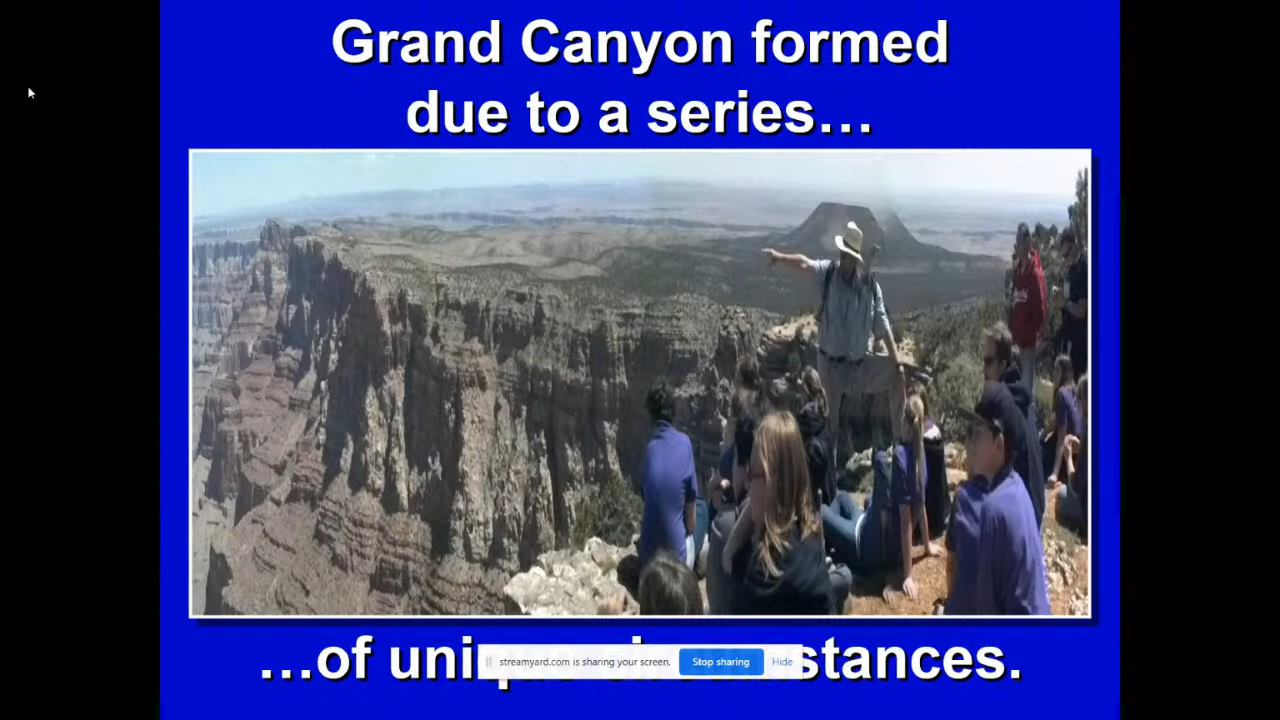 Grand Canyon formed
due to a series…
…of uni stances.
streamyard.com is sharing your screen. Stop sharing Hide